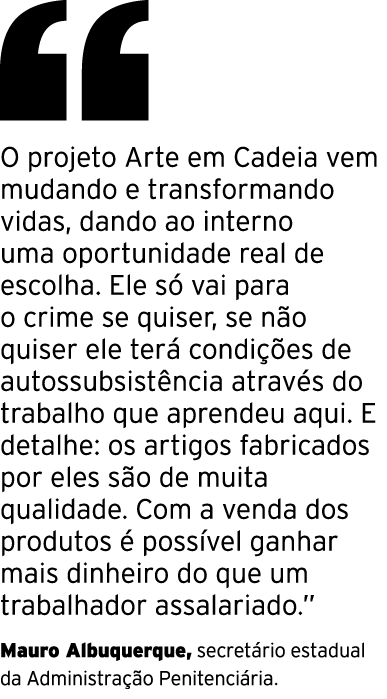 “
O projeto Arte em Cadeia vem
mudando e transformando
vidas, dando ao interno
uma oportunidade real de
escolha. Ele só vai para
o crime se quiser, se não
quiser ele terá condições de
autossubsistência através do
trabalho que aprendeu aqui. E
detalhe: os artigos fabricados
por eles são de muita
qualidade. Com a venda dos
produtos é possível ganhar
mais dinheiro do que um
trabalhador assalariado.”
Mauro Albuquerque, secretário estadual
da Administração Penitenciária.